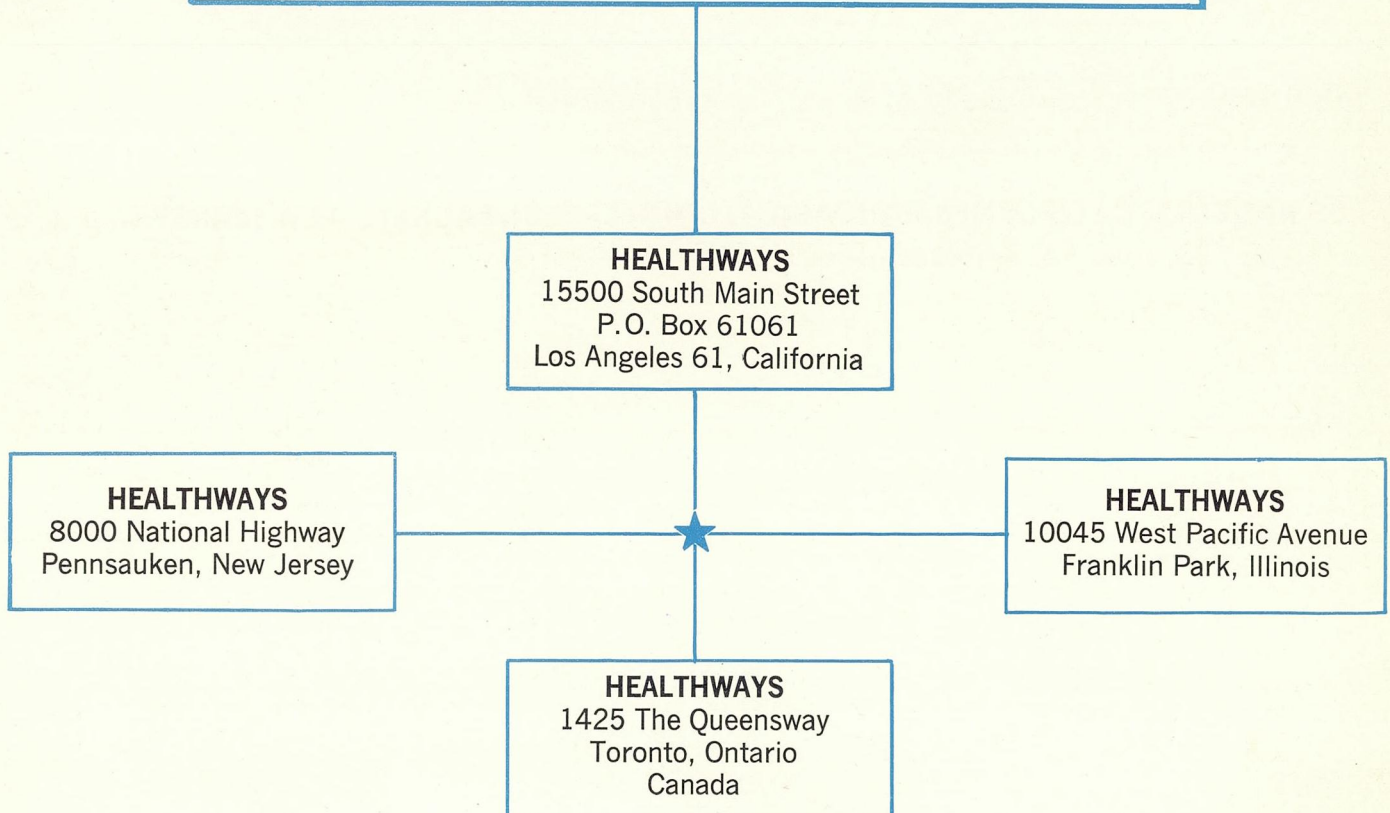 HEALTHWAYS
15500 South Main Street
P.O. Box 61061
Los Angeles 61, California
HEALTHWAYS
8000 National Highway
Pennsauken, New Jersey
HEALTHWAYS
10045 West Pacific Avenue
Franklin Park, Illinois
HEALTHWAYS
1425 The Queensway
Toronto, Ontario
Canada